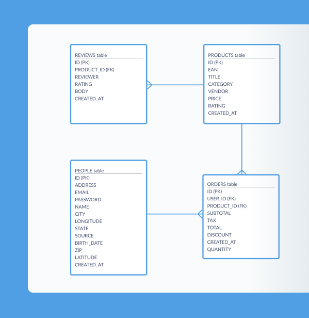 REVIEWS table
ID (PK)
PRODUCT_ID (FK)
REVIEWER
RATING
BODY
CREATED_AT
PRODUCTS table
ID (PK)
EAN
TITLE
CATEGORY
VENDOR
PRICE
RATING
CREATED_AT
PEOPLE table
ID (PK)
ADDRESS
EMAIL
PASSWORD
NAME
CITY
LONGITUDE
STATE
SOURCE
BIRTH_DATE
ZIP
LATITUDE
CREATED_AT
ORDERS table
ID (PK)
USER_ID (FK)
PRODUCT_ID (FK)
SUBTOTAL
TAX
TOTAL
DISCOUNT
CREATED_AT
QUANTITY